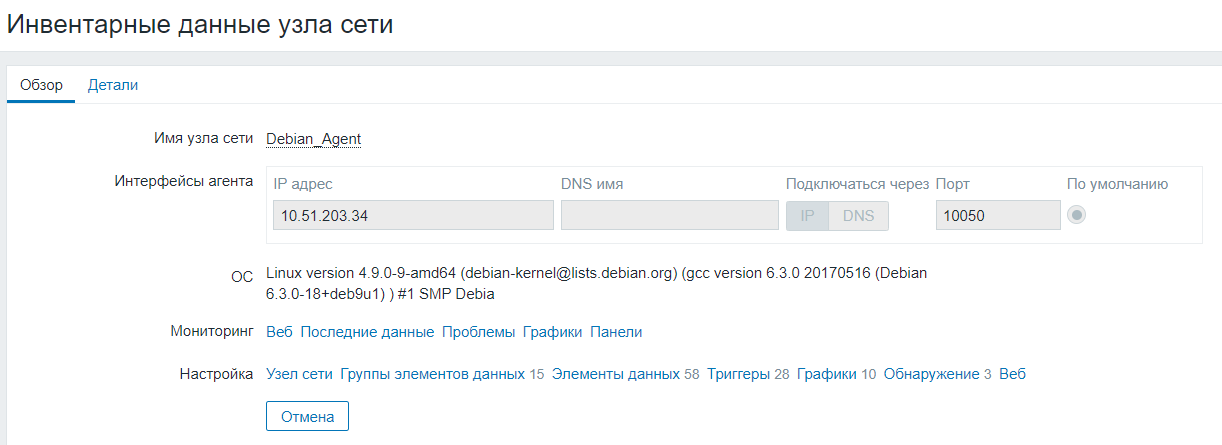 Инвентарные данные узла сети
Обзор Детали
Имя узла сети Debian_Agent
Интерфейсы агента IP адрес DNS имя Подключаться через Порт По умолчанию
10.51.203.34 IP DNS 10050
ОС Linux version 4.9.0-9-amd64 (debian-kernel@lists.debian.org) (gcc version 6.3.0 20170516 (Debian
6.3.0-18+deb9u1) ) #1 SMP Debia
Мониторинг Веб Последние данные Проблемы Графики Панели
Настройка Узел сети Группы элементов данных 15 Элементы данных 58 Триггеры 28 Графики 10 Обнаружение 3 Веб
Отмена